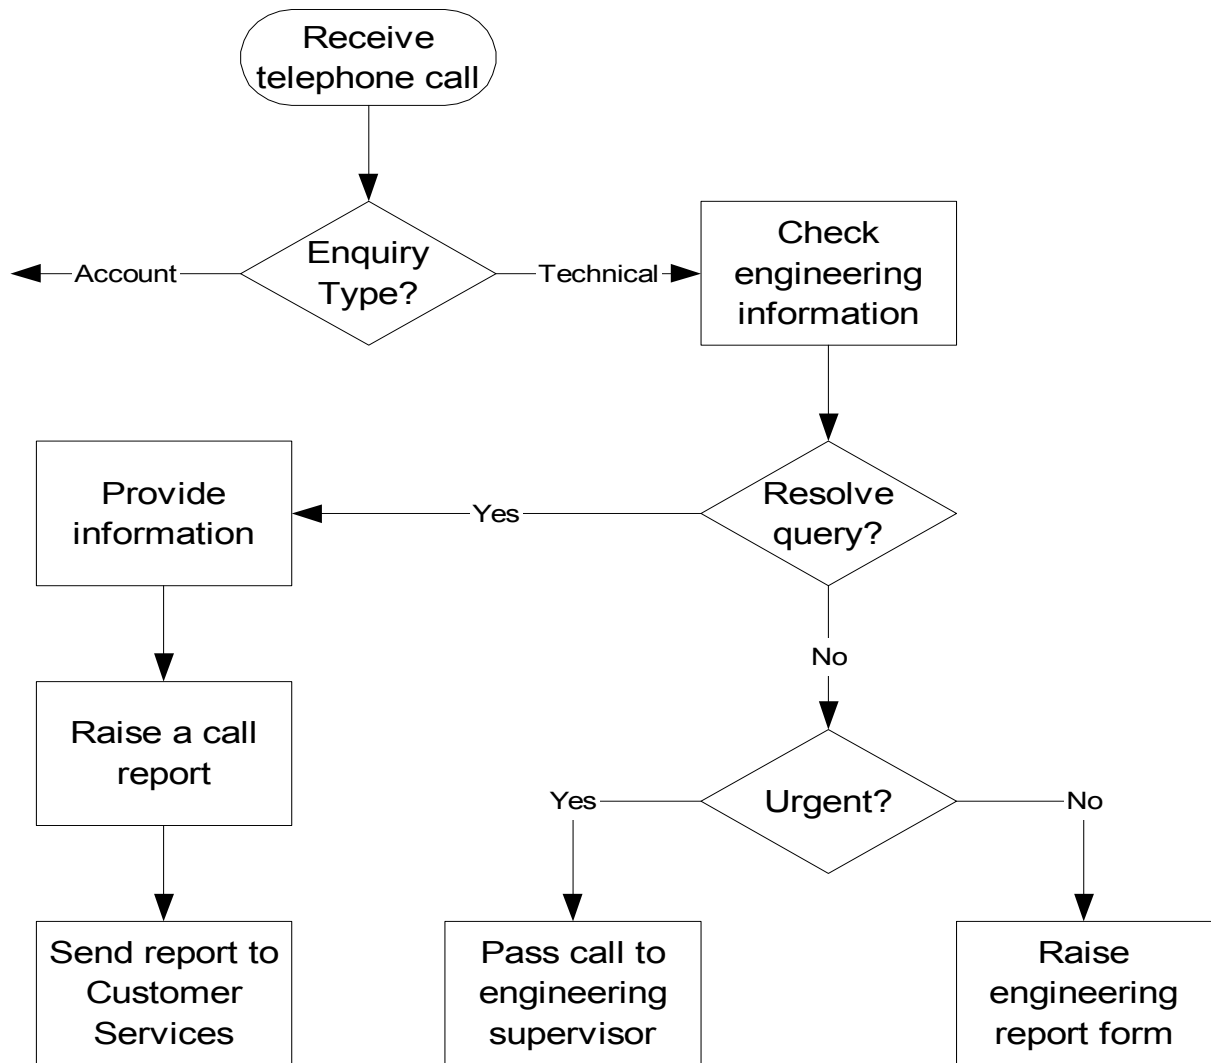 Receive
telephone call
Enquiry
Type?
Account
Technical
Check
engineering
information
Resolve
query?
Yes
Provide
information
No
Raise a call
report
Urgent?
Yes
No
Send report to
Customer
Services
Pass call to
engineering
supervisor
Raise
engineering
report form